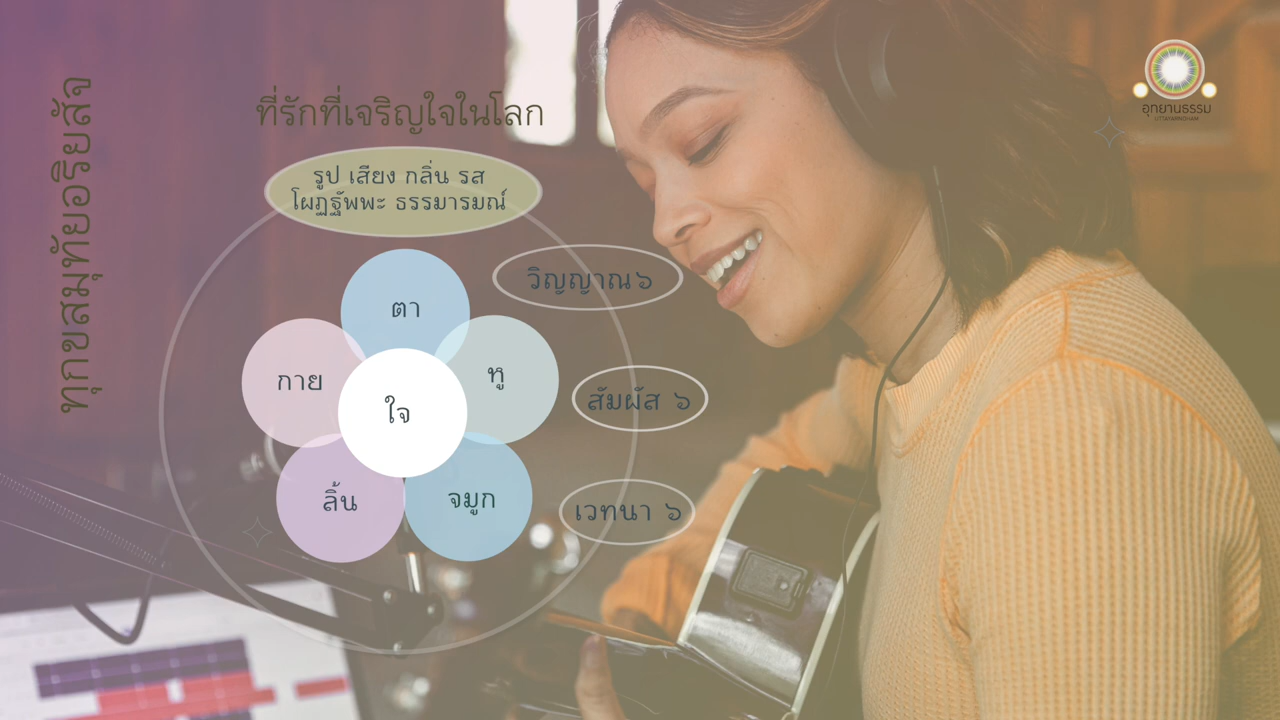 ทุกขสมุทัยอริยสัจ
ที่รักที่เจริญใจในโลก
รูป เสียง กลิ่น รส
โผฏฐัพพะ ธรรมารมณ์
วิญญาณ๖
ตา
หู
กาย
ใจ
สัมผัส ๖
ลิ้น
จมูก
เวทนา ๖
อุทยานธรรม
UTTAYARNDHAM